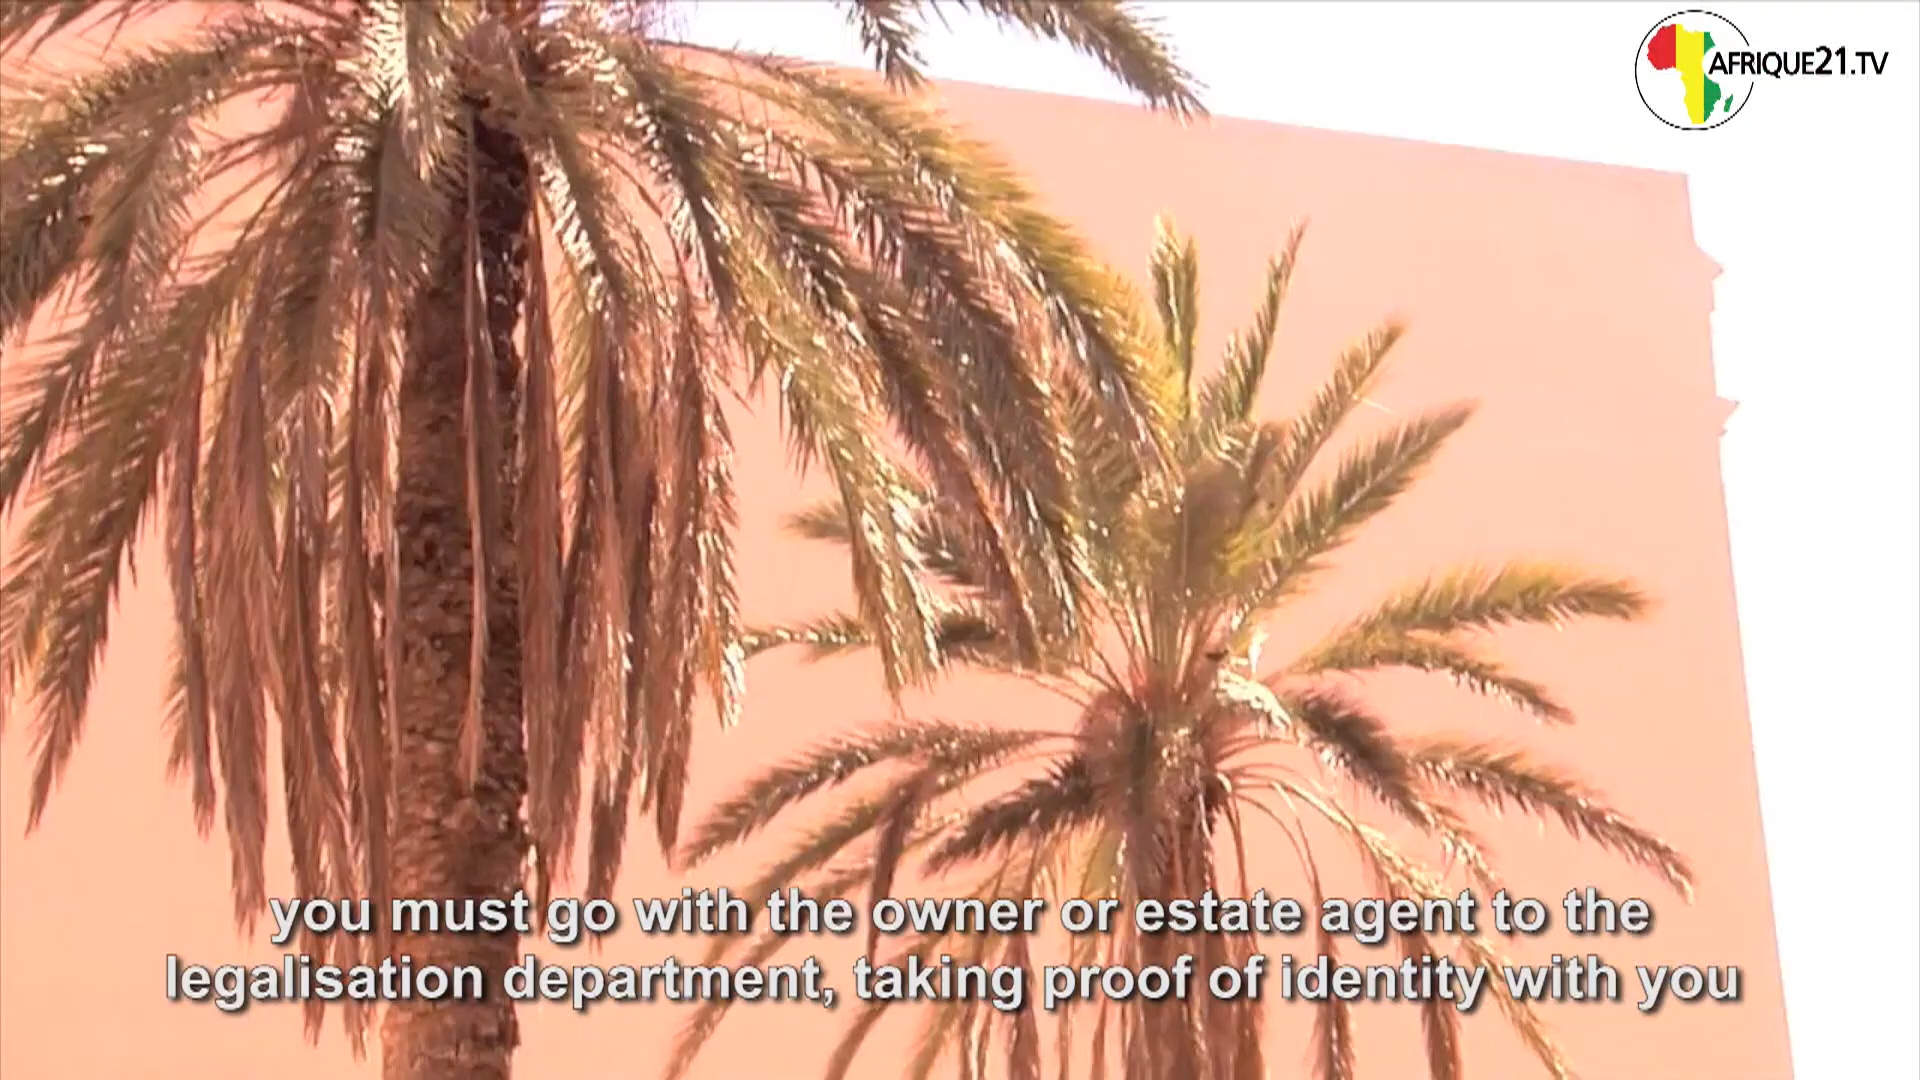 AFRIQUE21.TV
you must go with the owner or estate agent to the
legalisation department, taking proof of identity with you